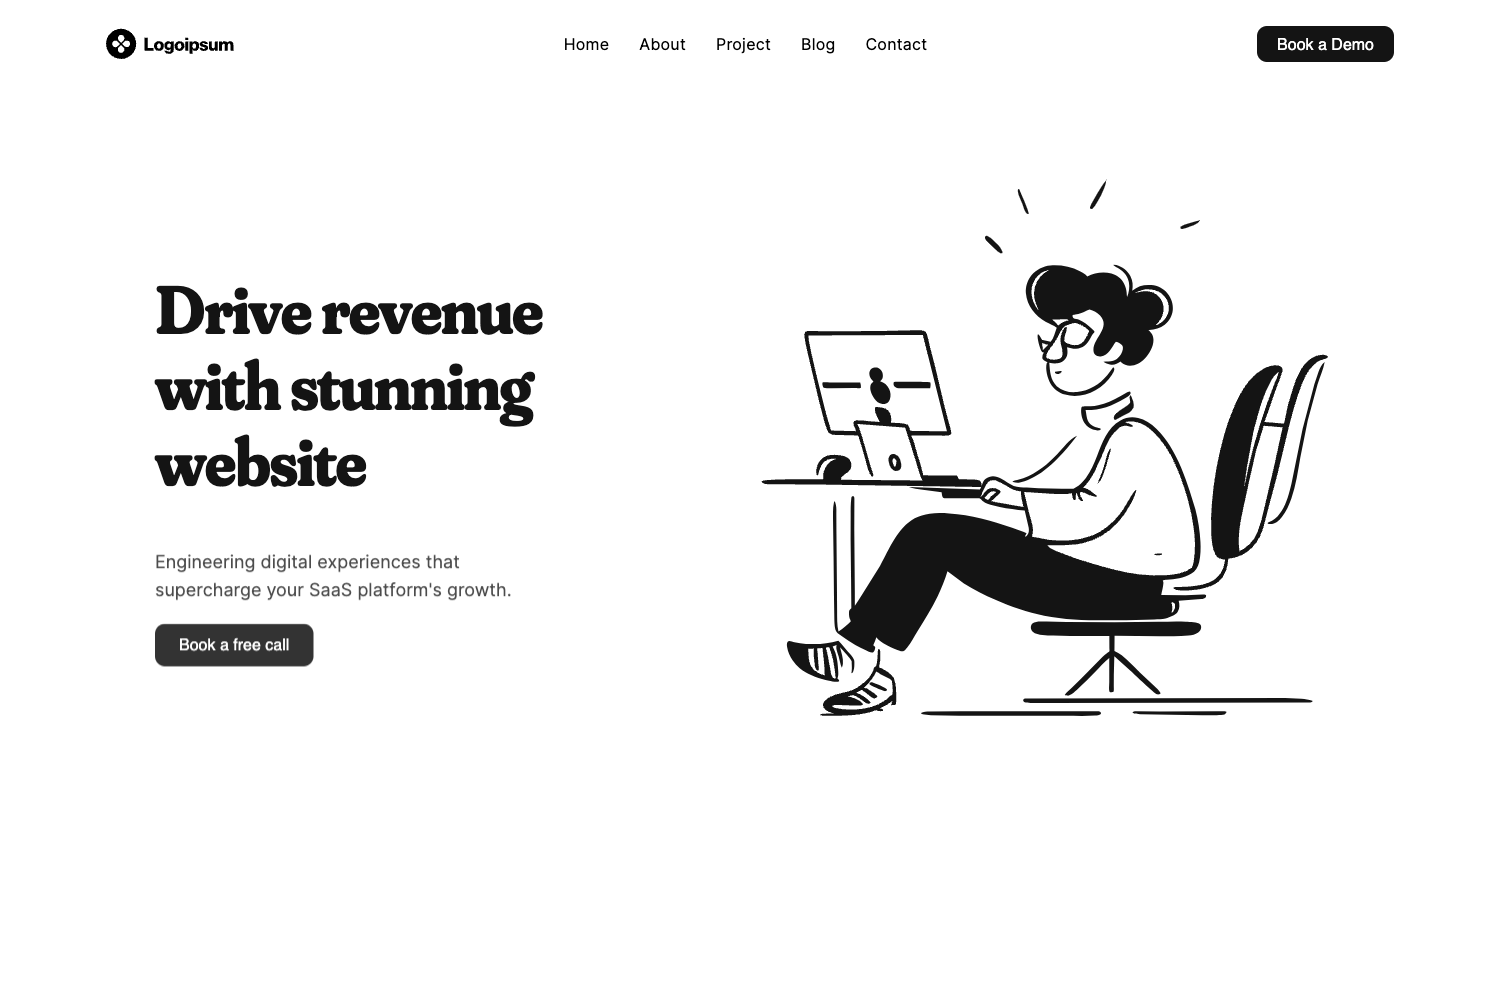 Logoipsum
Home
About
Project
Blog
Contact
Book a Demo
Drive revenue
with stunning
website
Engineering digital experiences that
supercharge your SaaS platform's growth.
Book a free call